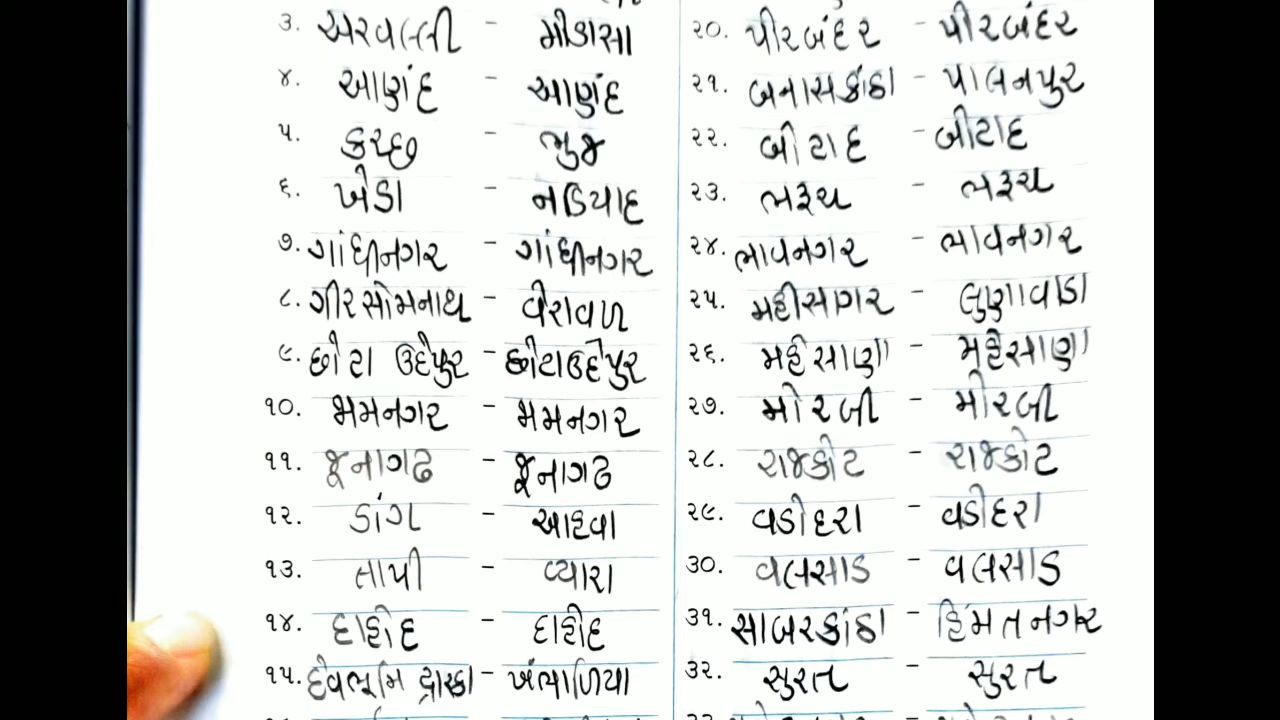 ૩. અરવલ્લી - મોડાસા
૪. આણંદ - આણંદ
૫. કચ્છ - ભુજ
૬. ખેડા - નડિયાદ
૭. ગાંધીનગર - ગાંધીનગર
૮. ગીર સોમનાથ - વેરાવળ
૯. છોટા ઉદેપુર - છોટાઉદેપુર
૧૦. જામનગર - જામનગર
૧૧. જૂનાગઢ - જૂનાગઢ
૧૨. ડાંગ - આહવા
૧૩. તાપી - વ્યારા
૧૪. દાહોદ - દાહોદ
૧૫. દેવભૂમિ દ્વારકા - ખંભાળિયા
૨૦. પોરબંદર - પોરબંદર
૨૧. બનાસકાંઠા - પાલનપુર
૨૨. બોટાદ - બોટાદ
૨૩. ભરૂચ - ભરૂચ
૨૪. ભાવનગર - ભાવનગર
૨૫. મહીસાગર - લુણાવાડા
૨૬. મહેસાણા - મહેસાણા
૨૭. મોરબી - મોરબી
૨૮. રાજકોટ - રાજકોટ
૨૯. વડોદરા - વડોદરા
૩૦. વલસાડ - વલસાડ
૩૧. સાબરકાંઠા - હિંમતનગર
૩૨. સુરત - સુરત